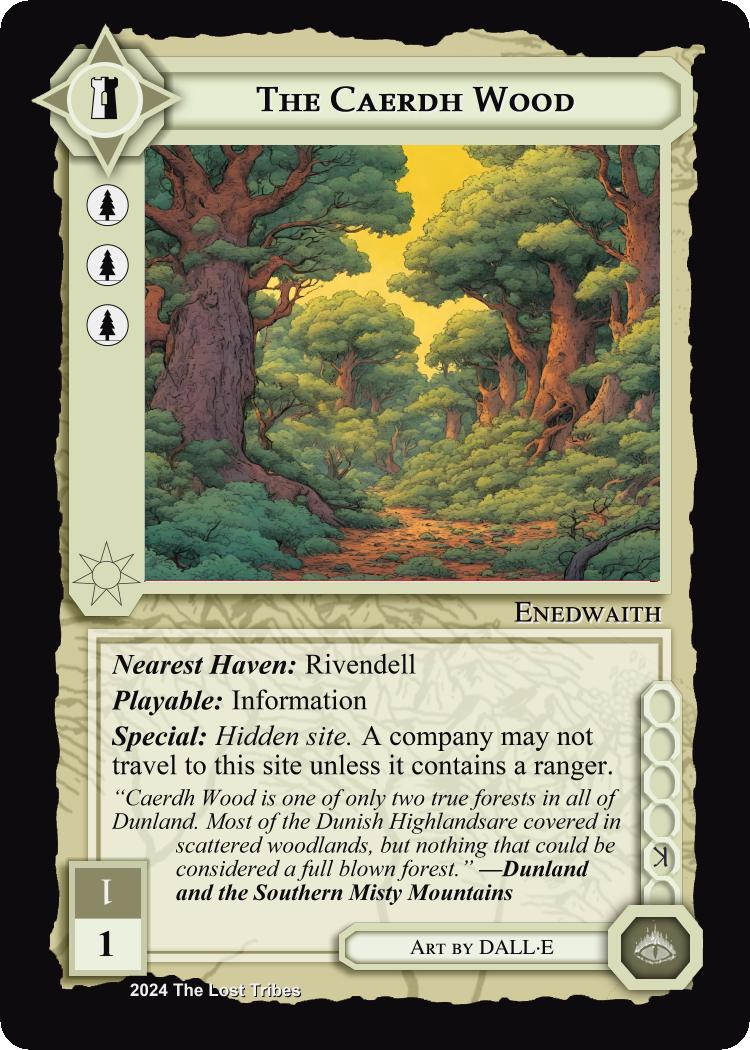 The Caerdh Wood
Enedwaith
Nearest Haven: Rivendell
Playable: Information
Special: Hidden site. A company may not
travel to this site unless it contains a ranger.
“Caerdh Wood is one of only two true forests in all of
Dunland. Most of the Dunish Highlandsare covered in
scattered woodlands, but nothing that could be
considered a full blown forest.” —Dunland
and the Southern Misty Mountains
K
1
1
Art by DALL·E
2024 The Lost Tribes